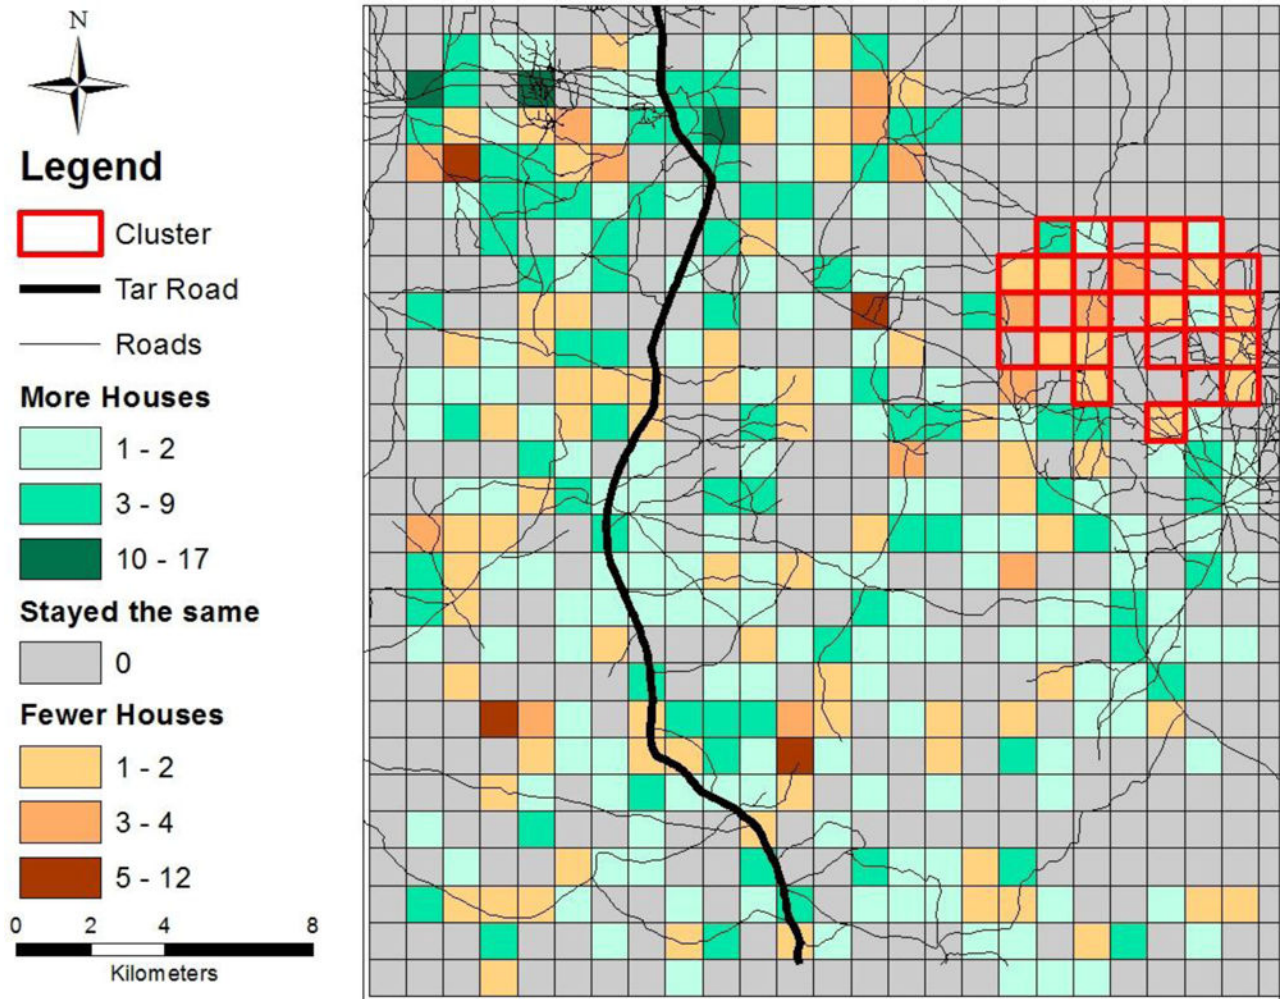 N
Legend
Cluster
Tar Road
Roads
More Houses
1 - 2
3 - 9
10 - 17
Stayed the same
0
Fewer Houses
1 - 2
3 - 4
5 - 12
0 2 4 8
Kilometers